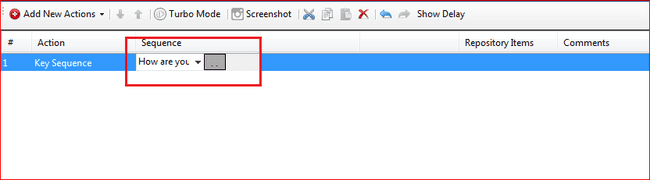 Add New Actions Turbo Mode Screenshot Show Delay
# Action Sequence Repository Items Comments
1 Key Sequence How are you . .